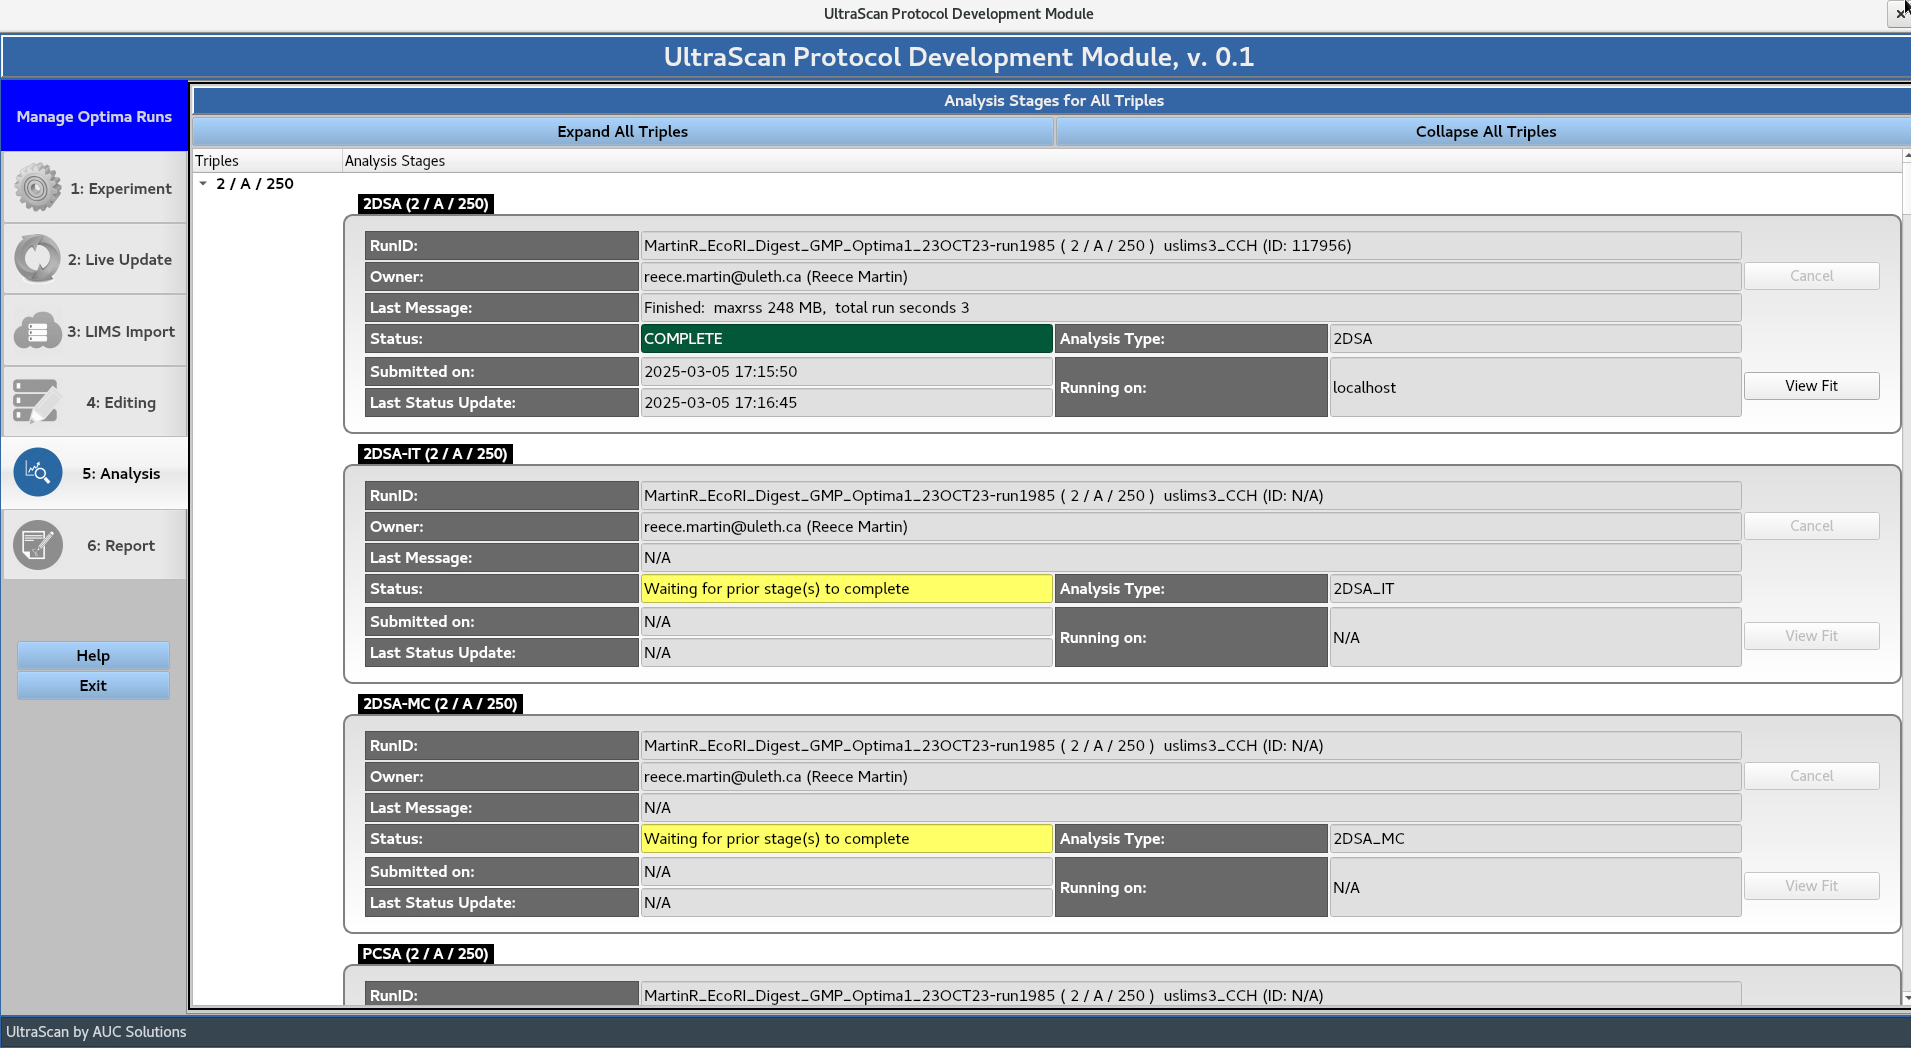 UltraScan Protocol Development Module
UltraScan Protocol Development Module, v. 0.1
Manage Optima Runs
1: Experiment
2: Live Update
3: LIMS Import
4: Editing
5: Analysis
6: Report
Help
Exit
Analysis Stages for All Triples
Expand All Triples
Collapse All Triples
Triples
Analysis Stages
2 / A / 250
2DSA (2 / A / 250)
RunID: MartinR_EcoRI_Digest_GMP_Optima1_23OCT23-run1985 ( 2 / A / 250 ) uslims3_CCH (ID: 117956)
Owner: reece.martin@uleth.ca (Reece Martin)
Cancel
Last Message: Finished: maxrss 248 MB, total run seconds 3
Status: COMPLETE Analysis Type: 2DSA
Submitted on: 2025-03-05 17:15:50
Running on: localhost
View Fit
Last Status Update: 2025-03-05 17:16:45
2DSA-IT (2 / A / 250)
RunID: MartinR_EcoRI_Digest_GMP_Optima1_23OCT23-run1985 ( 2 / A / 250 ) uslims3_CCH (ID: N/A)
Owner: reece.martin@uleth.ca (Reece Martin)
Cancel
Last Message: N/A
Status: Waiting for prior stage(s) to complete Analysis Type: 2DSA_IT
Submitted on: N/A
Running on: N/A
View Fit
Last Status Update: N/A
2DSA-MC (2 / A / 250)
RunID: MartinR_EcoRI_Digest_GMP_Optima1_23OCT23-run1985 ( 2 / A / 250 ) uslims3_CCH (ID: N/A)
Owner: reece.martin@uleth.ca (Reece Martin)
Cancel
Last Message: N/A
Status: Waiting for prior stage(s) to complete Analysis Type: 2DSA_MC
Submitted on: N/A
Running on: N/A
View Fit
Last Status Update: N/A
PCSA (2 / A / 250)
RunID: MartinR_EcoRI_Digest_GMP_Optima1_23OCT23-run1985 ( 2 / A / 250 ) uslims3_CCH (ID: N/A)
UltraScan by AUC Solutions